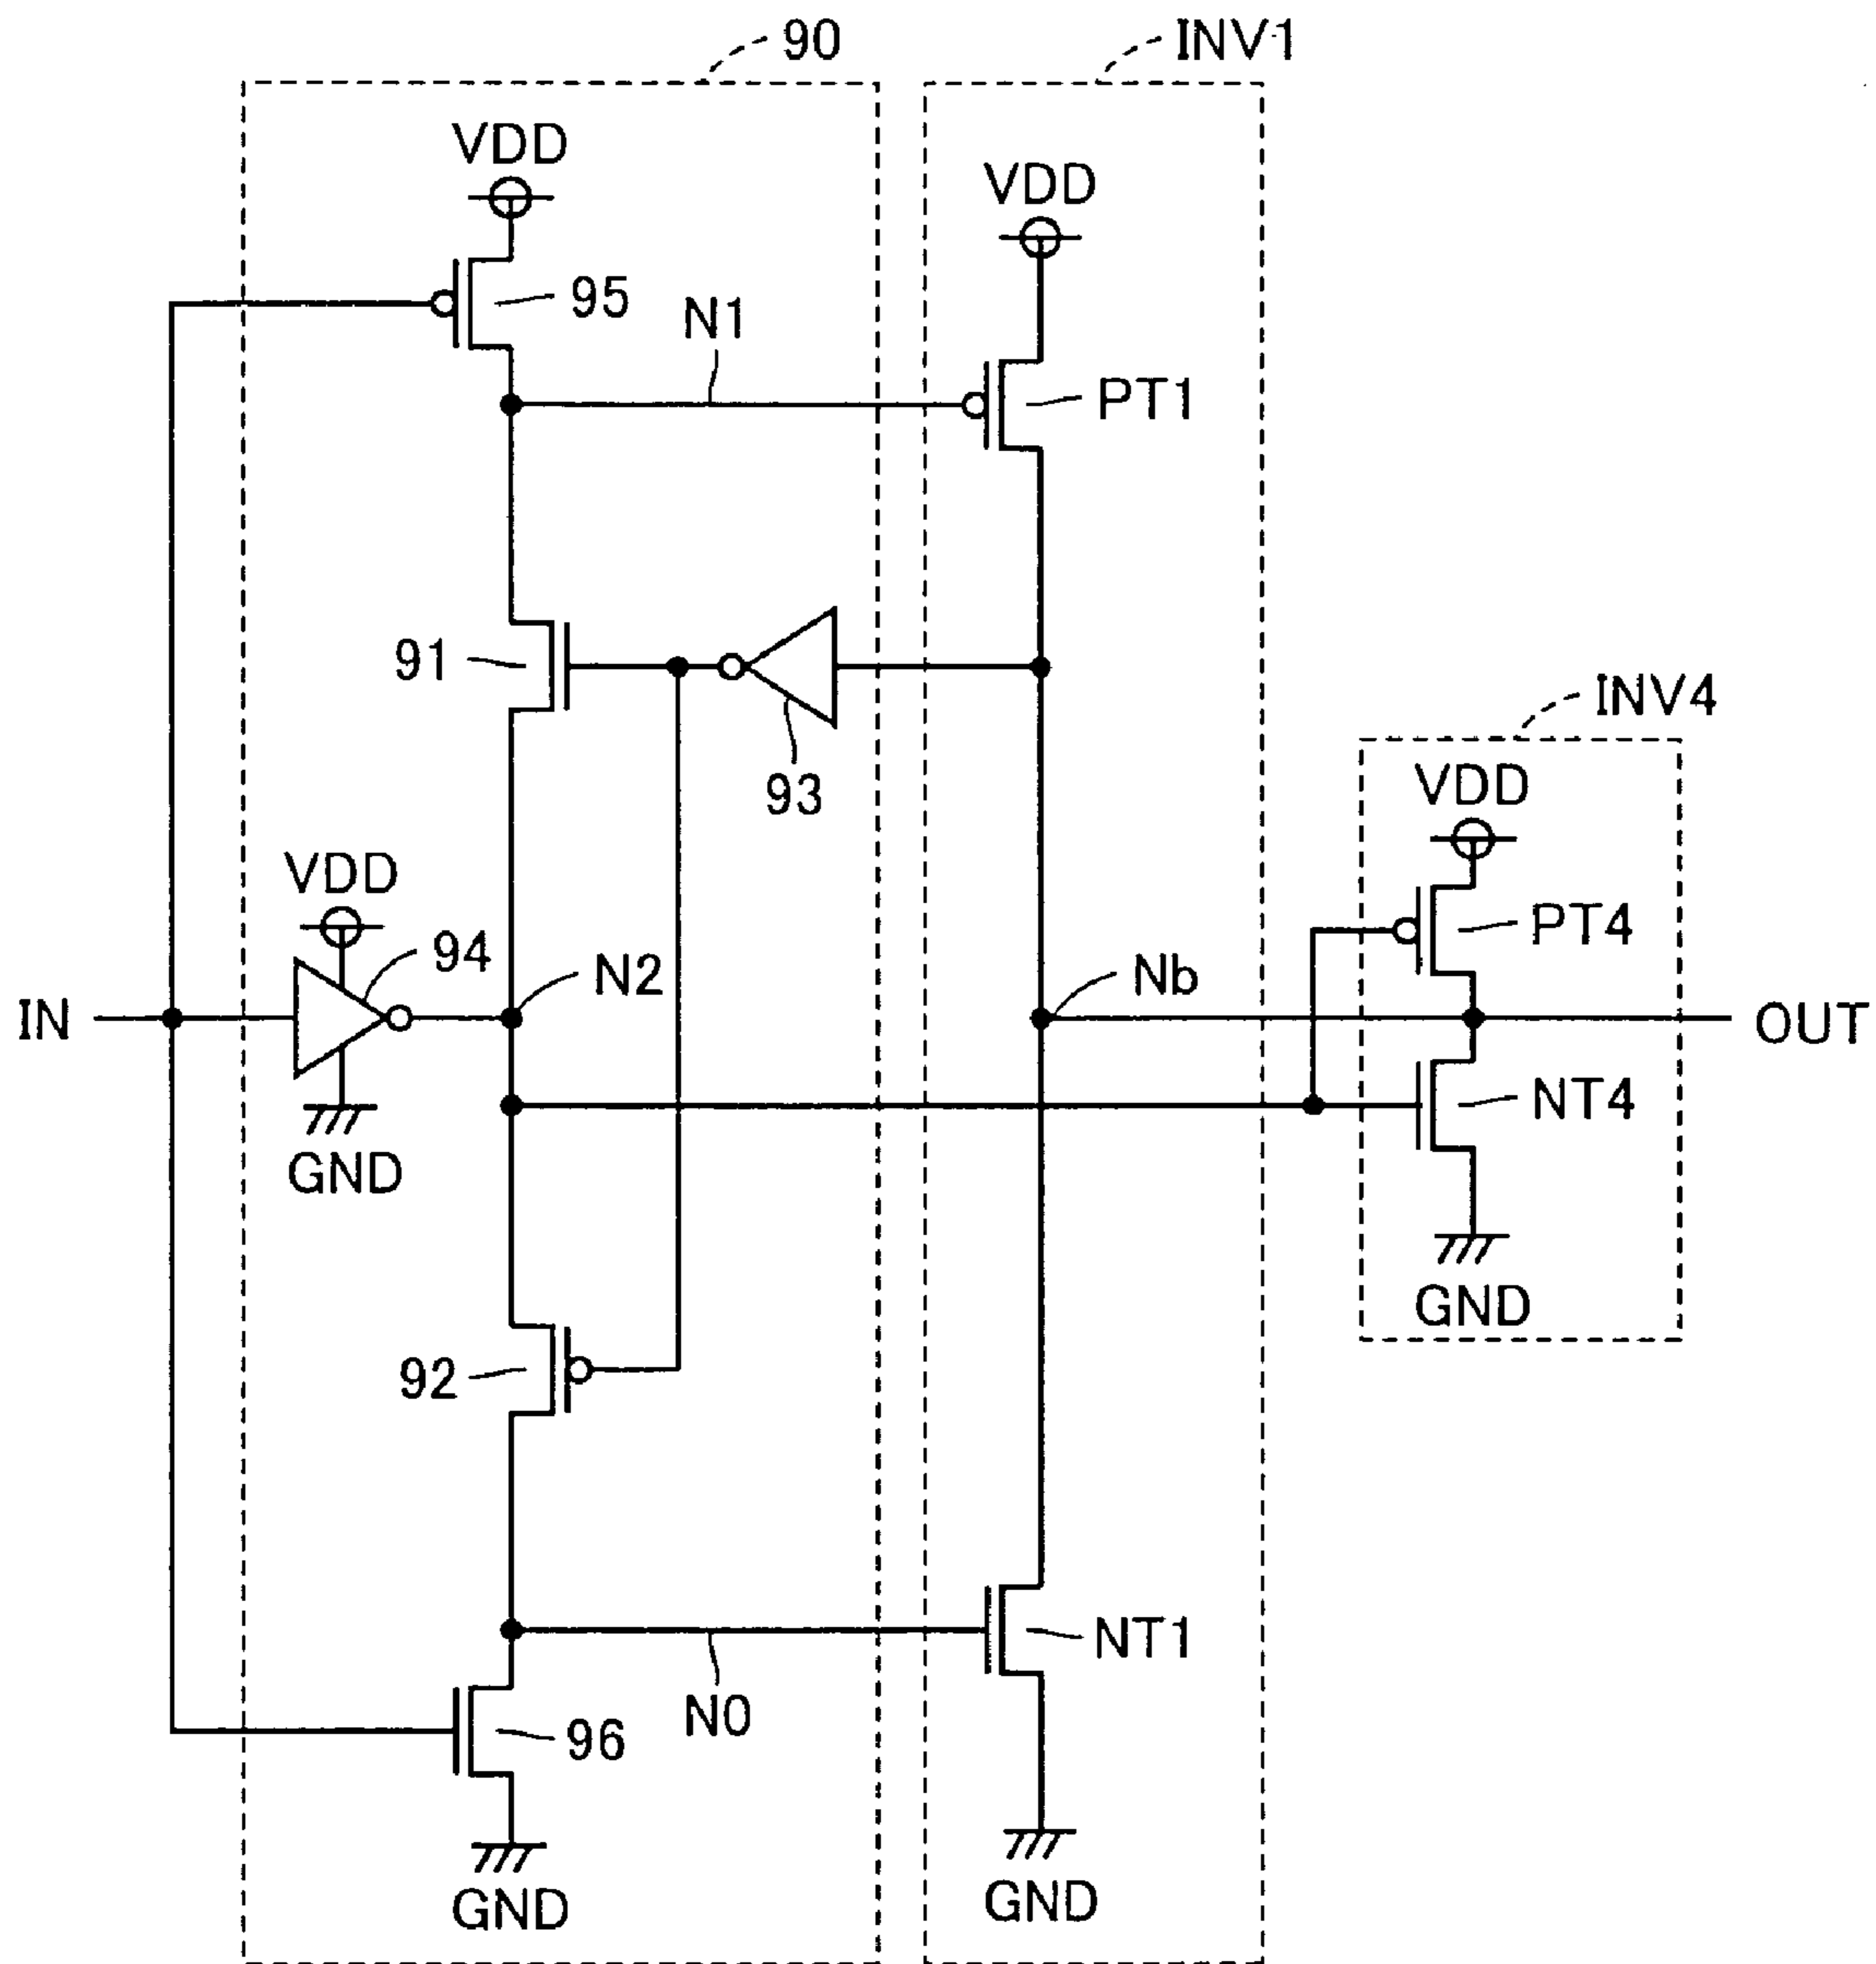 90
INV1
VDD
VDD
95
N1
PT1
91
93
INV4
VDD
VDD
PT4
94
N2
Nb
IN
OUT
NT4
GND
GND
92
NT1
N0
96
GND
GND